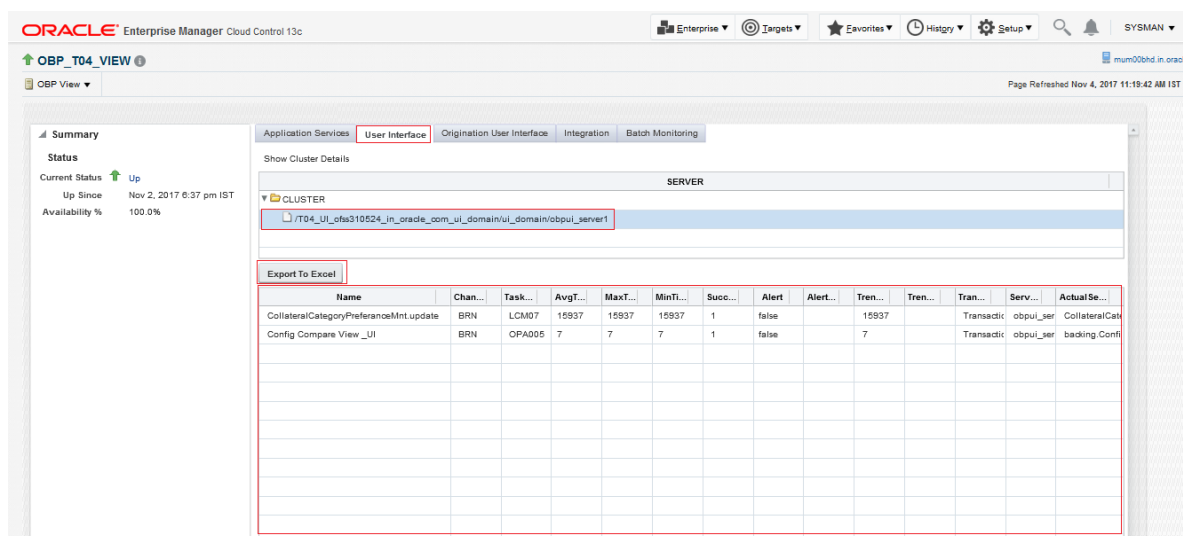 ORACLE Enterprise Manager Cloud Control 13c
Enterprise ▼ Targets ▼ Favorites ▼ History ▼ Setup ▼ SYSMAN ▼
OBP_T04_VIEW
mum00bhd.in.orac
OBP View ▼
Page Refreshed Nov 4, 2017 11:19:42 AM IST
Summary
Status
Current Status Up
Up Since Nov 2, 2017 6:37 pm IST
Availability % 100.0%
Application Services User Interface Origination User Interface Integration Batch Monitoring
Show Cluster Details
SERVER
CLUSTER
/T04_UI_ofss310524_in_oracle_com_ui_domain/ui_domain/obpui_server1
Export To Excel
Name Chan... Task... AvgT... MaxT... MinTi... Succ... Alert Alert... Tren... Tren... Tran... Serv... ActualSe...
CollateralCategoryPreferanceMnt.update BRN LCM07 15937 15937 15937 1 false 15937 Transactic obpui_ser CollateralCate
Config Compare View _UI BRN OPA005 7 7 7 1 false 7 Transactic obpui_ser backing.Confi